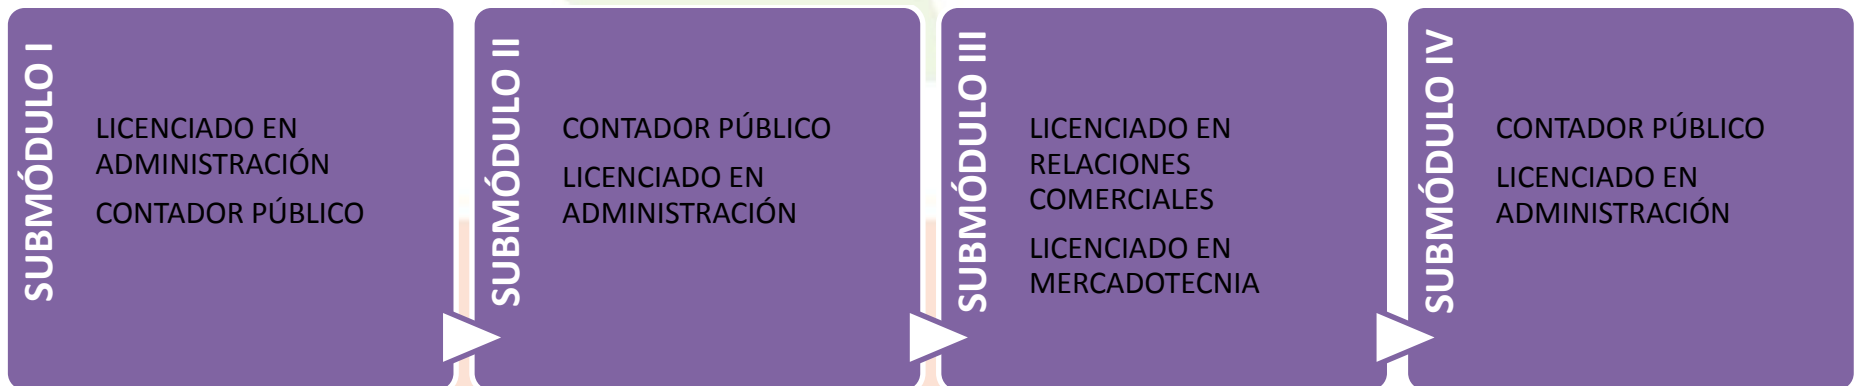 SUBMÓDULO I
LICENCIADO EN
ADMINISTRACIÓN
CONTADOR PÚBLICO
SUBMÓDULO II
CONTADOR PÚBLICO
LICENCIADO EN
ADMINISTRACIÓN
SUBMÓDULO III
LICENCIADO EN
RELACIONES
COMERCIALES
LICENCIADO EN
MERCADOTECNIA
SUBMÓDULO IV
CONTADOR PÚBLICO
LICENCIADO EN
ADMINISTRACIÓN